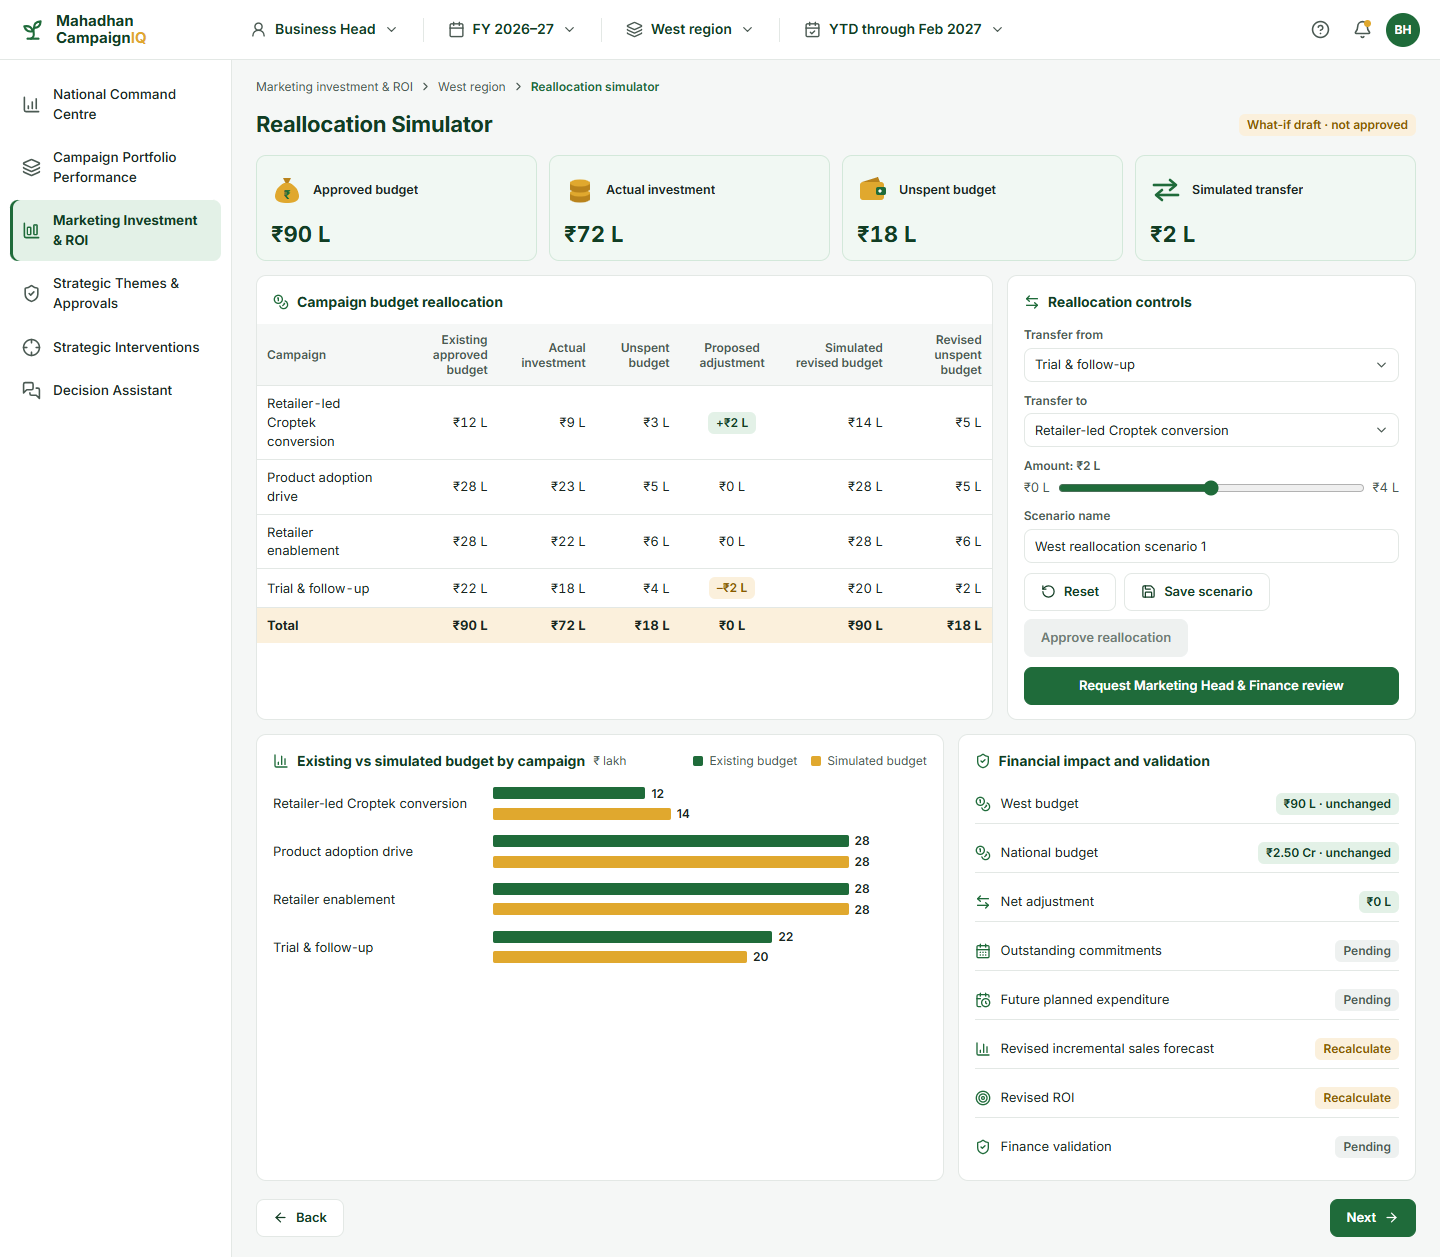 Mahadhan
CampaignIQ
Business Head
FY 2026–27
West region
YTD through Feb 2027
BH
National Command
Centre
Campaign Portfolio
Performance
Marketing Investment
& ROI
Strategic Themes &
Approvals
Strategic Interventions
Decision Assistant
Marketing investment & ROI > West region > Reallocation simulator
Reallocation Simulator
What-if draft · not approved
Approved budget
₹90 L
Actual investment
₹72 L
Unspent budget
₹18 L
Simulated transfer
₹2 L
Campaign budget reallocation
Campaign
Existing
approved
budget
Actual
investment
Unspent
budget
Proposed
adjustment
Simulated
revised budget
Revised
unspent
budget
Retailer-led
Croptek
conversion
₹12 L ₹9 L ₹3 L +₹2 L ₹14 L ₹5 L
Product adoption
drive
₹28 L ₹23 L ₹5 L ₹0 L ₹28 L ₹5 L
Retailer
enablement
₹28 L ₹22 L ₹6 L ₹0 L ₹28 L ₹6 L
Trial & follow-up ₹22 L ₹18 L ₹4 L –₹2 L ₹20 L ₹2 L
Total ₹90 L ₹72 L ₹18 L ₹0 L ₹90 L ₹18 L
Reallocation controls
Transfer from
Trial & follow-up
Transfer to
Retailer-led Croptek conversion
Amount: ₹2 L
₹0 L ₹4 L
Scenario name
West reallocation scenario 1
Reset
Save scenario
Approve reallocation
Request Marketing Head & Finance review
Existing vs simulated budget by campaign ₹ lakh
Existing budget
Simulated budget
Retailer-led Croptek conversion
12
14
Product adoption drive
28
28
Retailer enablement
28
28
Trial & follow-up
22
20
Financial impact and validation
West budget ₹90 L · unchanged
National budget ₹2.50 Cr · unchanged
Net adjustment ₹0 L
Outstanding commitments Pending
Future planned expenditure Pending
Revised incremental sales forecast Recalculate
Revised ROI Recalculate
Finance validation Pending
Back
Next